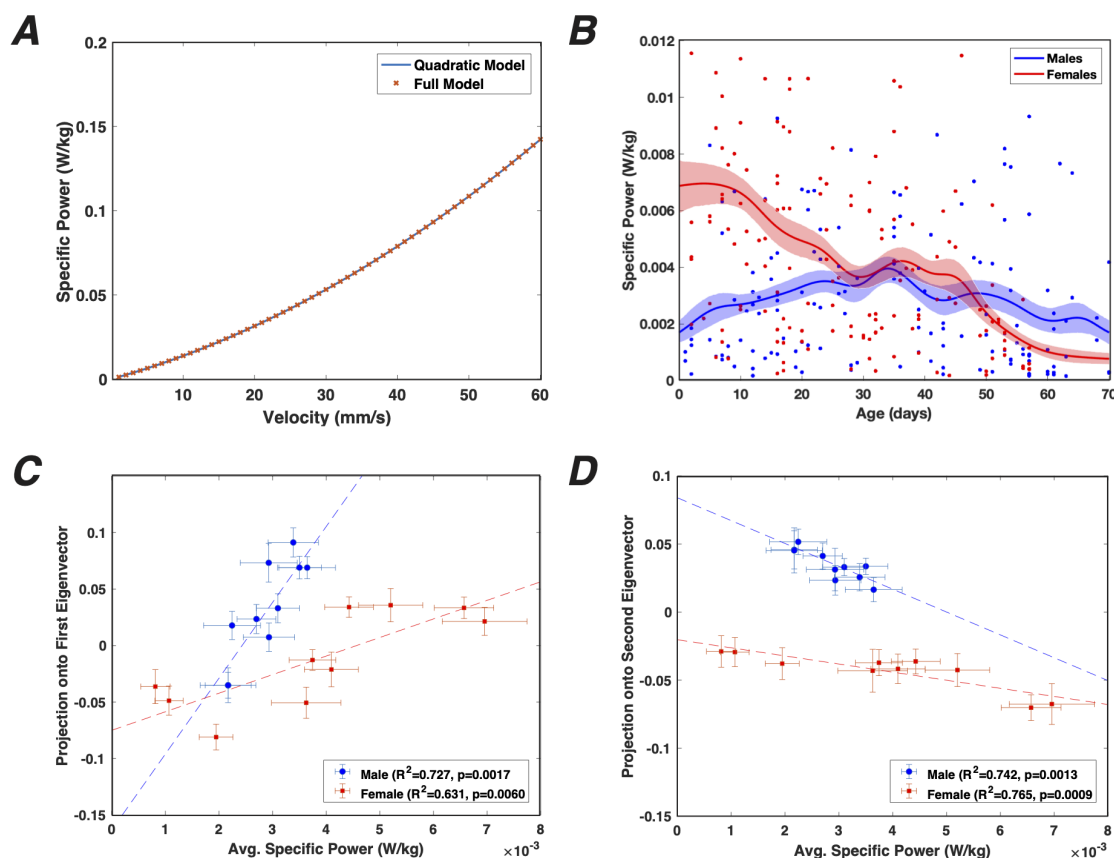 A
Specific Power (W/kg)
0.2
0.15
0.1
0.05
0
10 20 30 40 50 60
Velocity (mm/s)
Quadratic Model
Full Model
B
Specific Power (W/kg)
0.012
0.01
0.008
0.006
0.004
0.002
0
0 10 20 30 40 50 60 70
Age (days)
Males
Females
C
Projection onto First Eigenvector
0.1
0.05
0
-0.05
-0.1
-0.15
0 1 2 3 4 5 6 7 8
Avg. Specific Power (W/kg)
×10⁻³
Male (R²=0.727, p=0.0017
Female (R²=0.631, p=0.0060
D
Projection onto Second Eigenvector
0.1
0.05
0
-0.05
-0.1
-0.15
0 1 2 3 4 5 6 7 8
Avg. Specific Power (W/kg)
×10⁻³
Male (R²=0.742, p=0.0013
Female (R²=0.765, p=0.0009